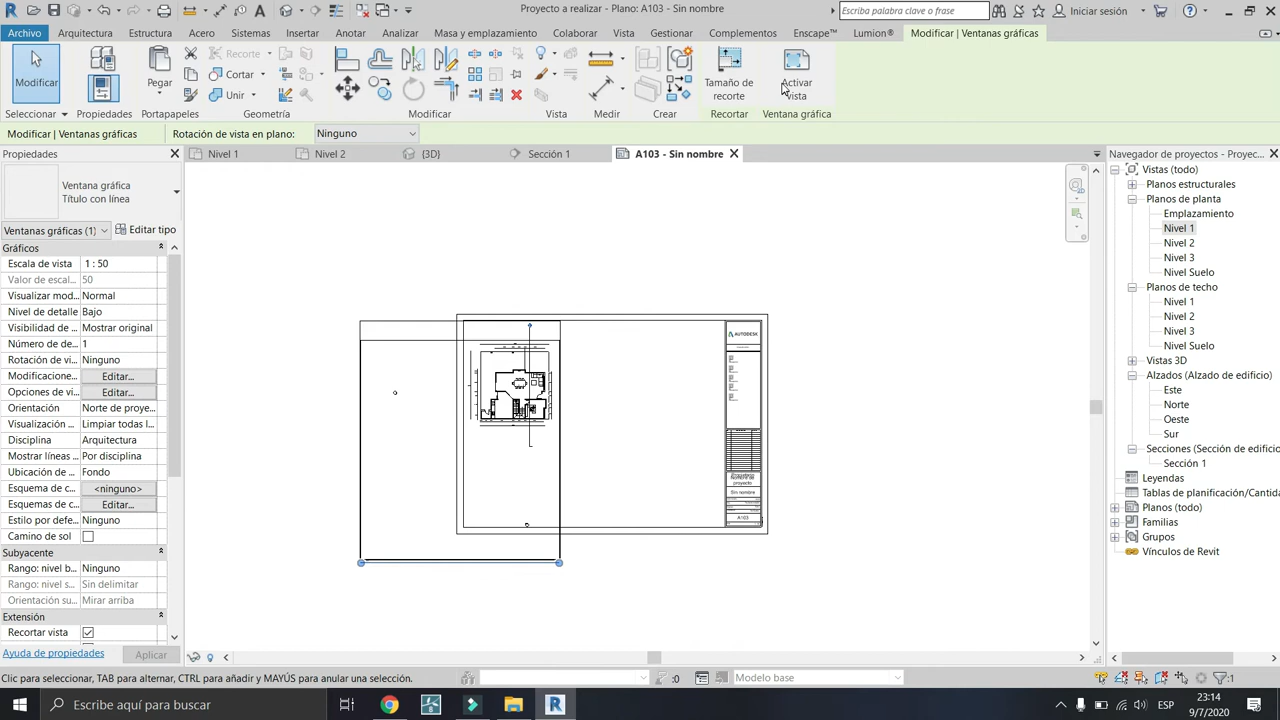 Proyecto a realizar - Plano: A103 - Sin nombre
Escriba palabra clave o frase
Iniciar sesión
Archivo Arquitectura Estructura Acero Sistemas Insertar Anotar Analizar Masa y emplazamiento Colaborar Vista Gestionar Complementos Enscape™ Lumion® Modificar | Ventanas gráficas
Modificar
Pegar
Recorte
Cortar
Unir
Tamaño de
recorte
Activar
vista
Seleccionar Propiedades Portapapeles Geometría Modificar Vista Medir Crear Recortar Ventana gráfica
Modificar | Ventanas gráficas Rotación de vista en plano: Ninguno
Propiedades
Nivel 1 Nivel 2 {3D} Sección 1 A103 - Sin nombre
Navegador de proyectos - Proyec...
Ventana gráfica
Título con línea
Ventanas gráficas (1) Editar tipo
Gráficos
Escala de vista 1 : 50
Valor de escal... 50
Visualizar mod... Normal
Nivel de detalle Bajo
Visibilidad de ... Mostrar original
Número de de... 1
Rotación de vi... Ninguno
Modificacione... Editar...
Opciones de vi... Editar...
Orientación Norte de proye...
Visualización ... Limpiar todas l...
Disciplina Arquitectura
Mostrar líneas ... Por disciplina
Ubicación de ... Fondo
Esquema de c... <ninguno>
Esquemas de c... Editar...
Estilo por defe... Ninguno
Camino de sol
Subyacente
Rango: nivel b... Ninguno
Rango: nivel s... Sin delimitar
Orientación su... Mirar arriba
Extensión
Recortar vista
Ayuda de propiedades Aplicar
AUTODESK
Nombre de
proyecto
Sin nombre
A103
Vistas (todo)
Planos estructurales
Planos de planta
Emplazamiento
Nivel 1
Nivel 2
Nivel 3
Nivel Suelo
Planos de techo
Nivel 1
Nivel 2
Nivel 3
Nivel Suelo
Vistas 3D
Alzados (Alzado de edificio)
Este
Norte
Oeste
Sur
Secciones (Sección de edificio
Sección 1
Leyendas
Tablas de planificación/Cantida
Planos (todo)
Familias
Grupos
Vínculos de Revit
Clic para seleccionar, TAB para alternar, CTRL para añadir y MAYÚS para anular una selección.
:0
Modelo base
:1
Escribe aquí para buscar
ESP
23:14
9/7/2020